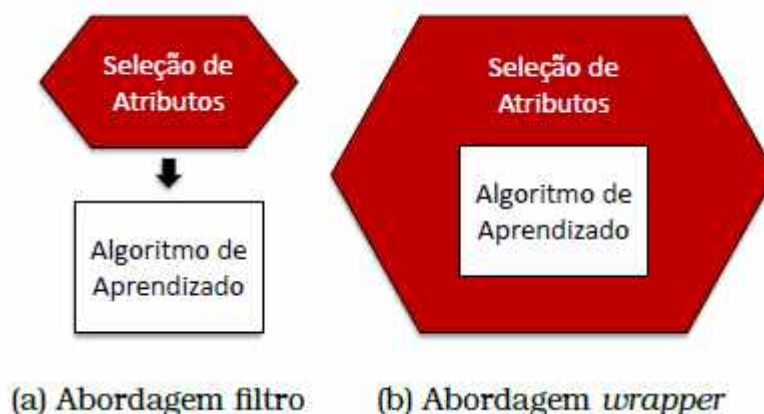 Seleção de
Atributos
Algoritmo de
Aprendizado
(a) Abordagem filtro
Seleção de
Atributos
Algoritmo de
Aprendizado
(b) Abordagem wrapper